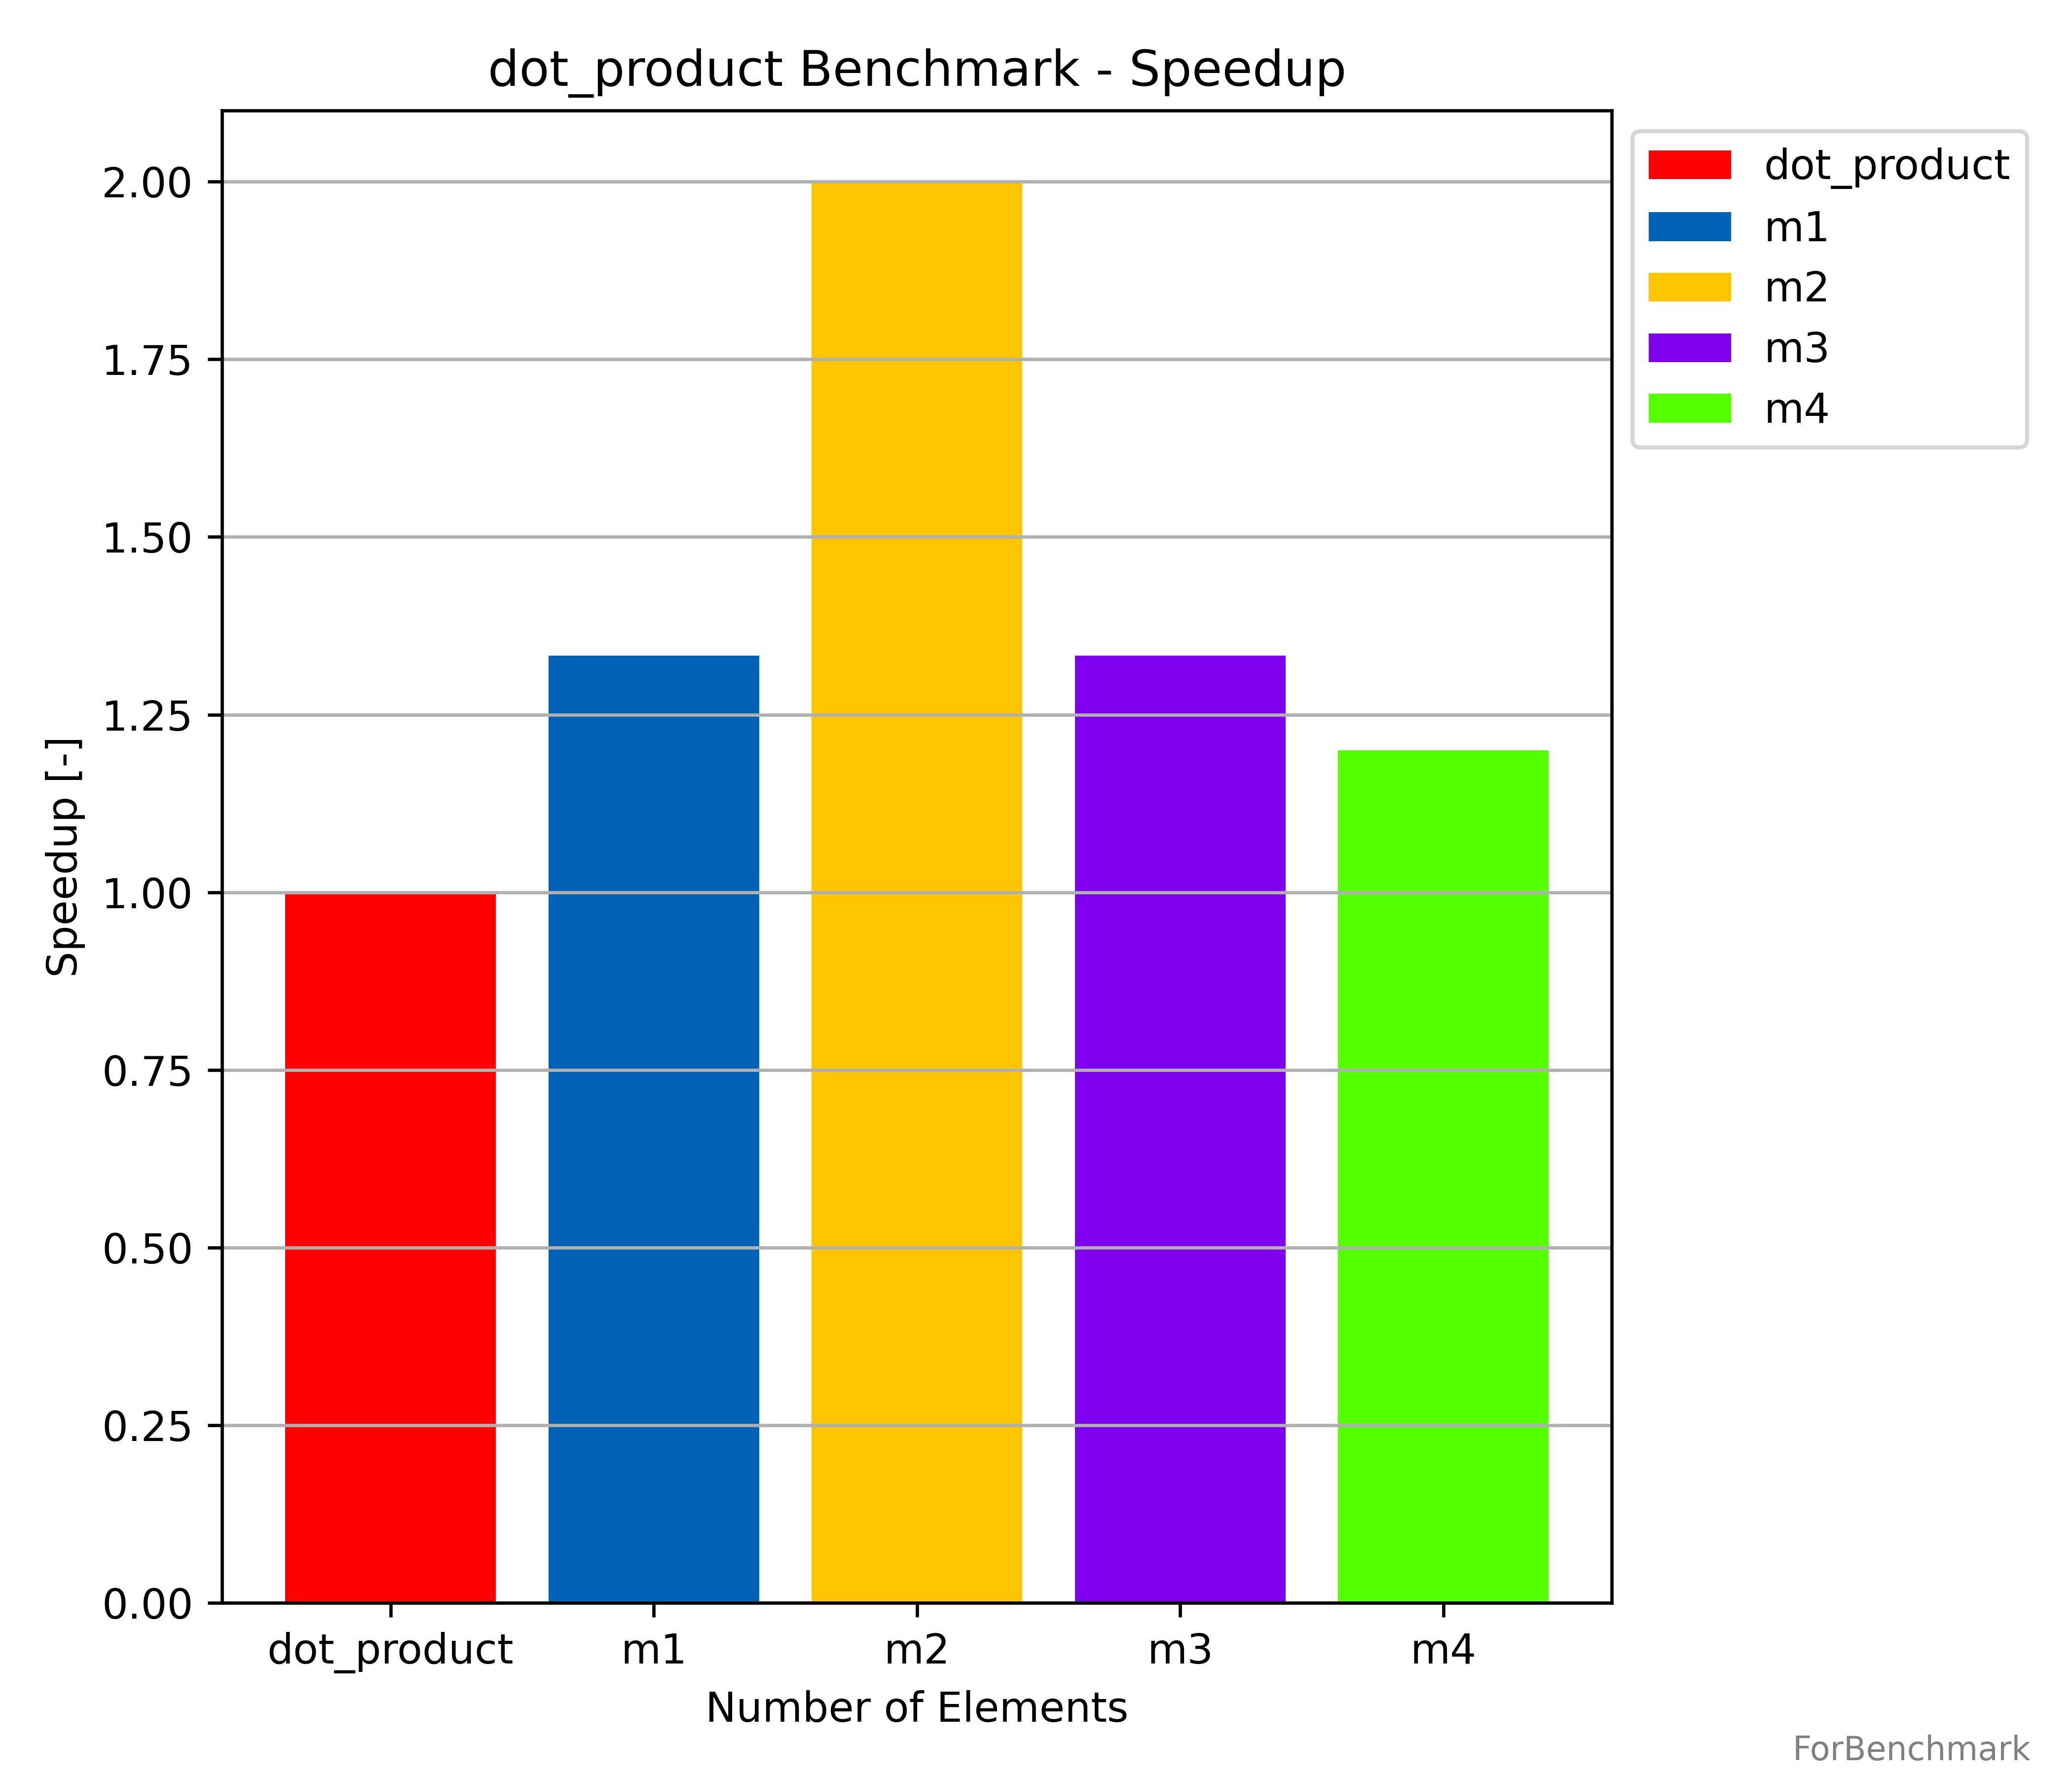 dot_product Benchmark - Speedup
2.00
1.75
1.50
1.25
1.00
0.75
0.50
0.25
0.00
Speedup [-]
dot_product
m1
m2
m3
m4
dot_product m1 m2 m3 m4
Number of Elements
ForBenchmark